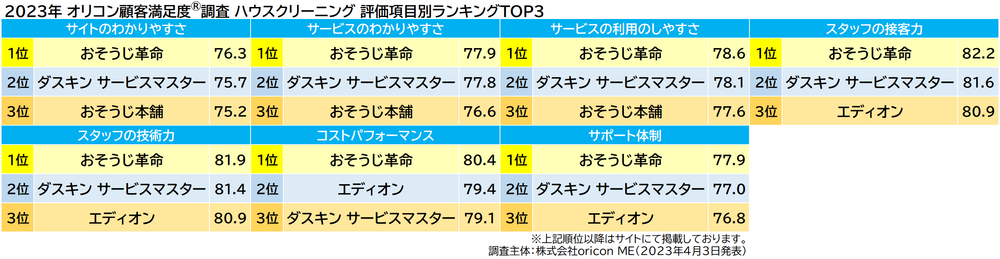 2023年 オリコン顧客満足度®調査 ハウスクリーニング 評価項目別ランキングTOP3
サイトのわかりやすさ サービスのわかりやすさ サービスの利用のしやすさ スタッフの接客力
1位 おそうじ革命 76.3 1位 おそうじ革命 77.9 1位 おそうじ革命 78.6 1位 おそうじ革命 82.2
2位 ダスキン サービスマスター 75.7 2位 ダスキン サービスマスター 77.8 2位 ダスキン サービスマスター 78.1 2位 ダスキン サービスマスター 81.6
3位 おそうじ本舗 75.2 3位 おそうじ本舗 76.6 3位 おそうじ本舗 77.6 3位 エディオン 80.9
スタッフの技術力 コストパフォーマンス サポート体制
1位 おそうじ革命 81.9 1位 おそうじ革命 80.4 1位 おそうじ革命 77.9
2位 ダスキン サービスマスター 81.4 2位 エディオン 79.4 2位 ダスキン サービスマスター 77.0
3位 エディオン 80.9 3位 ダスキン サービスマスター 79.1 3位 エディオン 76.8
※上記順位以降はサイトにて掲載しております。
調査主体：株式会社oricon ME（2023年4月3日発表）